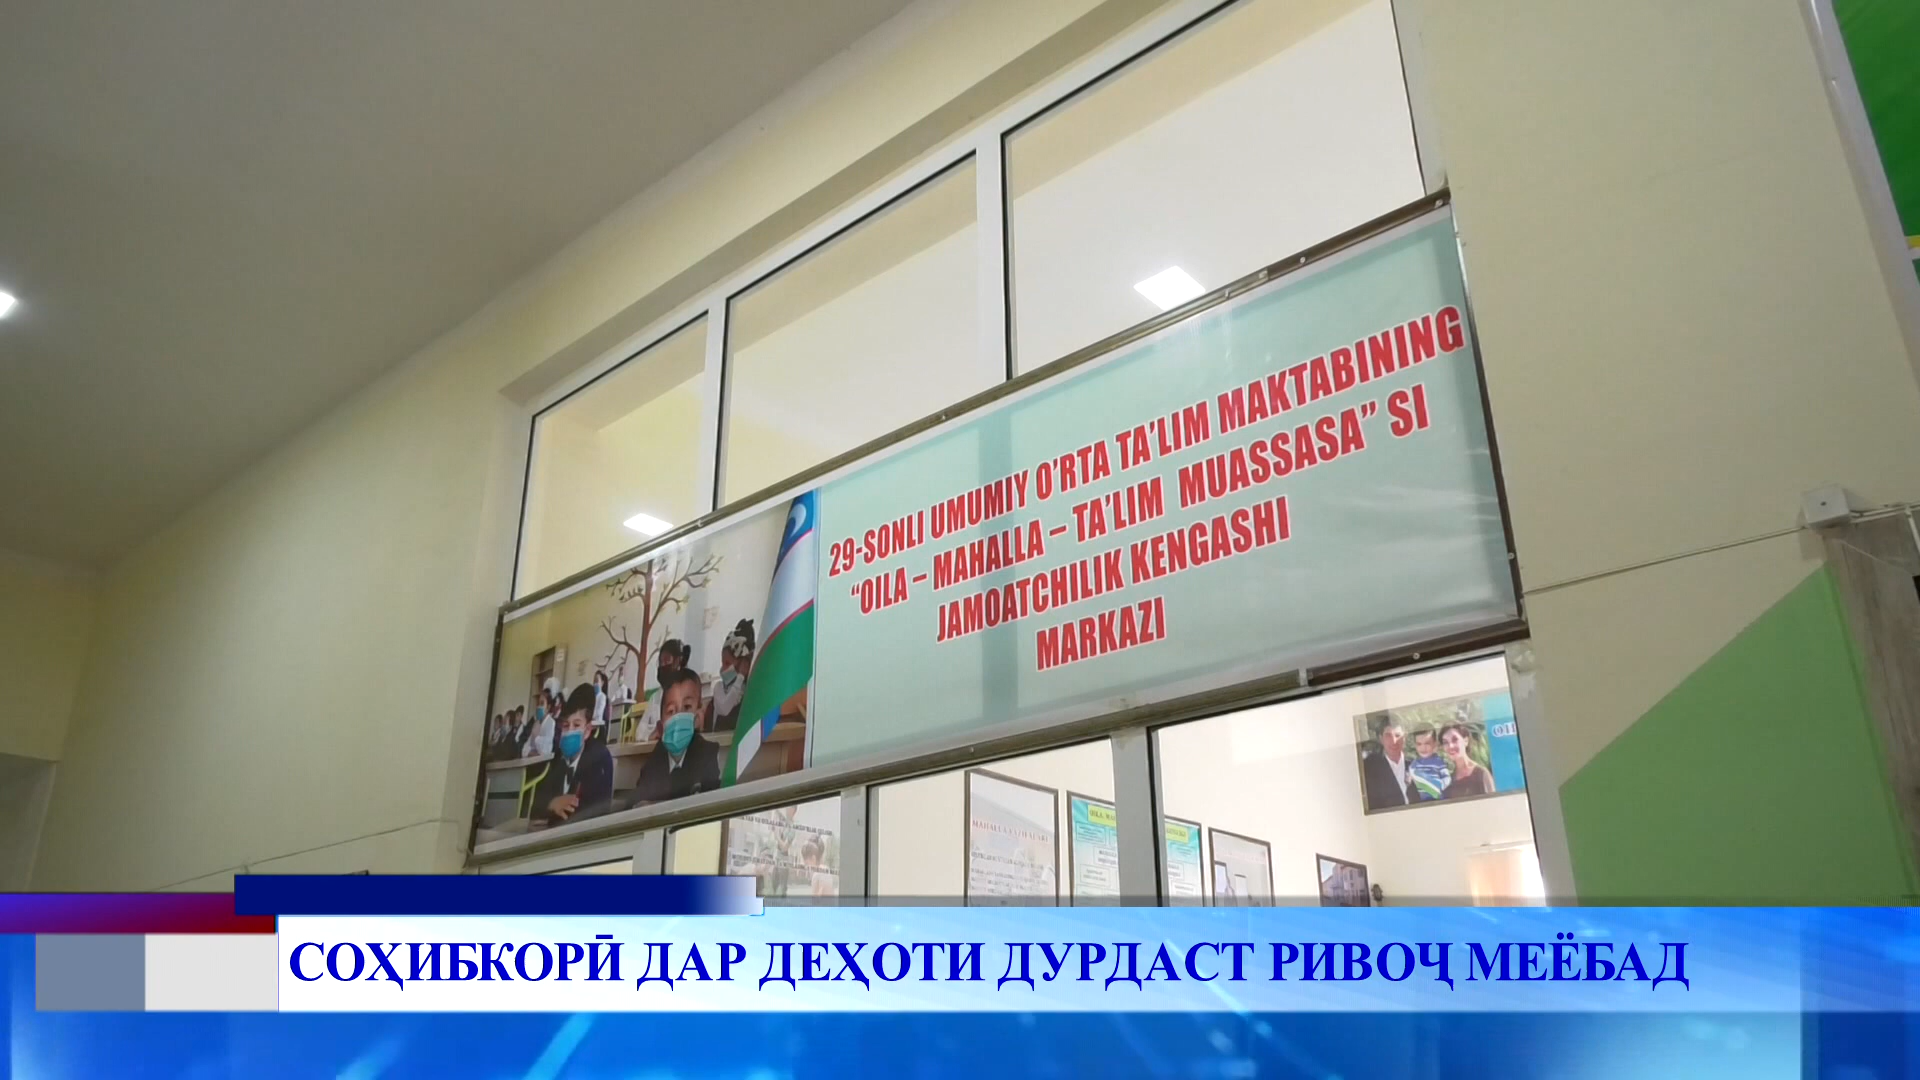 29-SONLI UMUMIY O’RTA TA’LIM MAKTABINING
“OILA – MAHALLA – TA’LIM MUASSASA” SI
JAMOATCHILIK KENGASHI
MARKAZI
СОҲИБКОРӢ ДАР ДЕҲОТИ ДУРДАСТ РИВОҶ МЕЁБАД